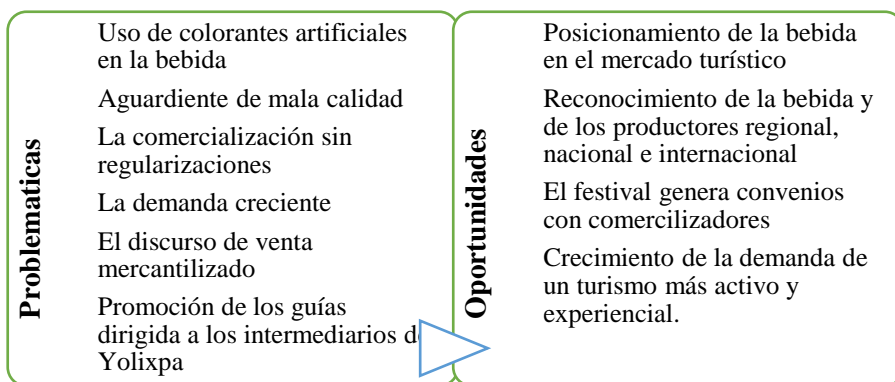 Problematicas
Uso de colorantes artificiales
en la bebida
Aguardiente de mala calidad
La comercialización sin
regularizaciones
La demanda creciente
El discurso de venta
mercantilizado
Promoción de los guías
dirigida a los intermediarios de
Yolixpa
Oportunidades
Posicionamiento de la bebida
en el mercado turístico
Reconocimiento de la bebida y
de los productores regional,
nacional e internacional
El festival genera convenios
con comercilizadores
Crecimiento de la demanda de
un turismo más activo y
experiencial.